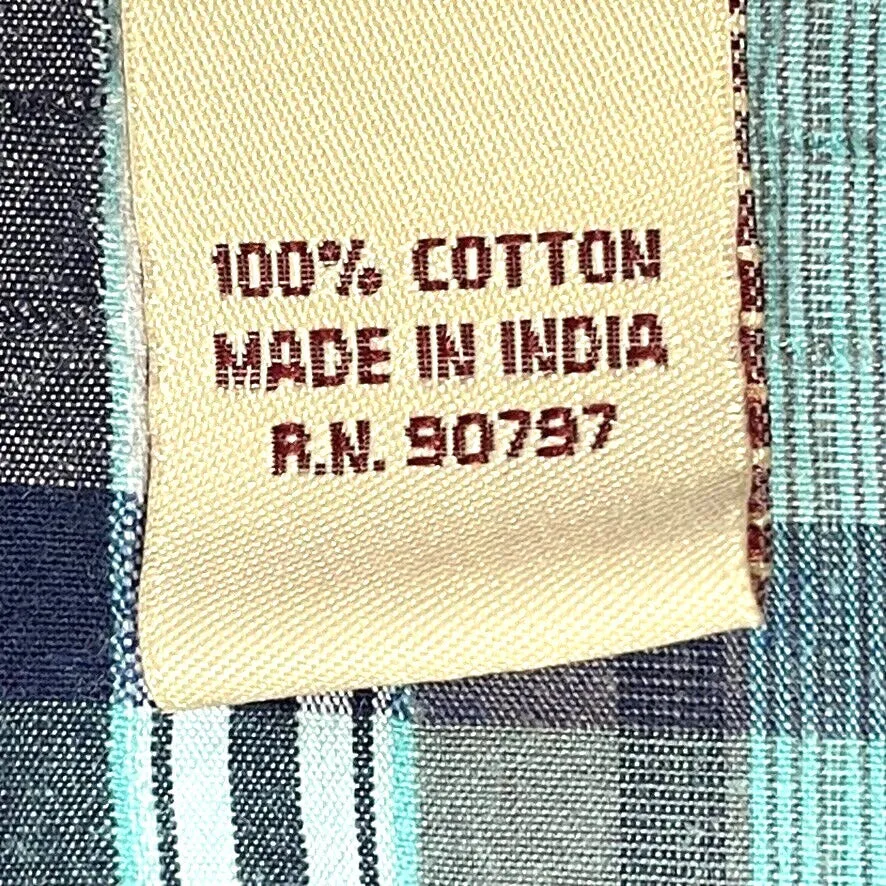 100% COTTON
MADE IN INDIA
R.N. 90797